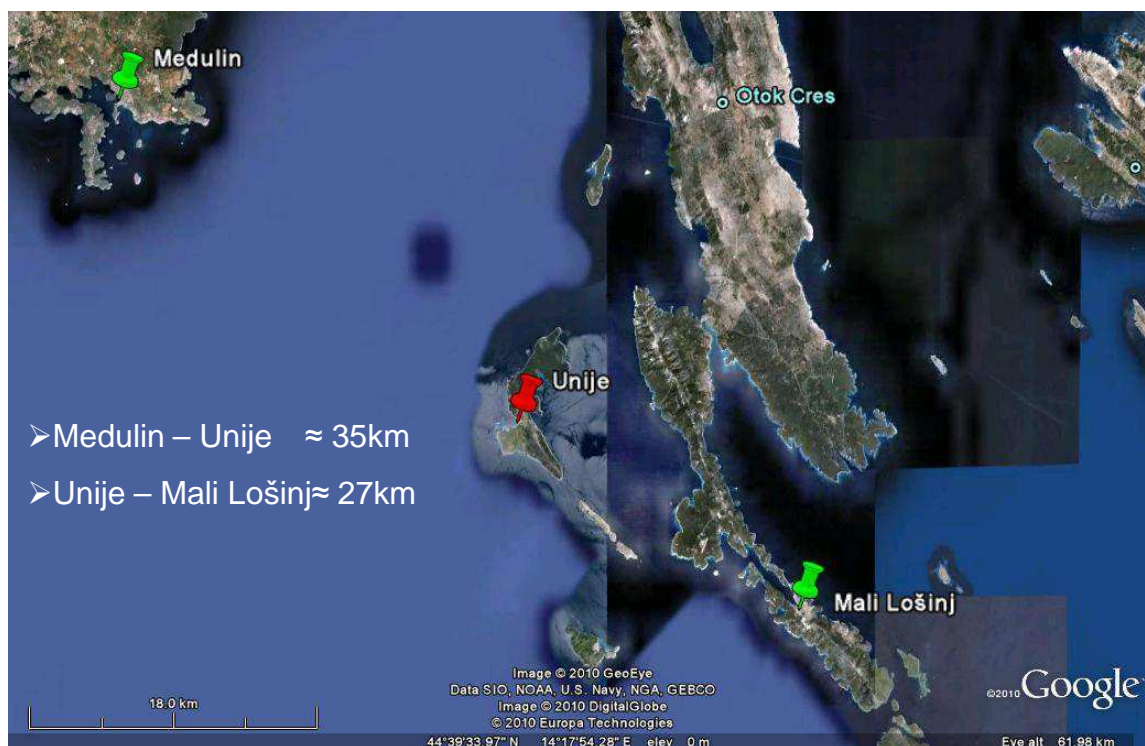 Medulin
Otok Cres
Unije
➢Medulin – Unije ≈ 35km
➢Unije – Mali Lošinj≈ 27km
Mali Lošinj
Image © 2010 GeoEye
Data SIO, NOAA, U.S. Navy, NGA, GEBCO
Image © 2010 DigitalGlobe
© 2010 Europa Technologies
©2010 Google
18.0 km
44°39'33.97" N 14°17'54.28" E elev 0 m
Eye alt 61.98 km